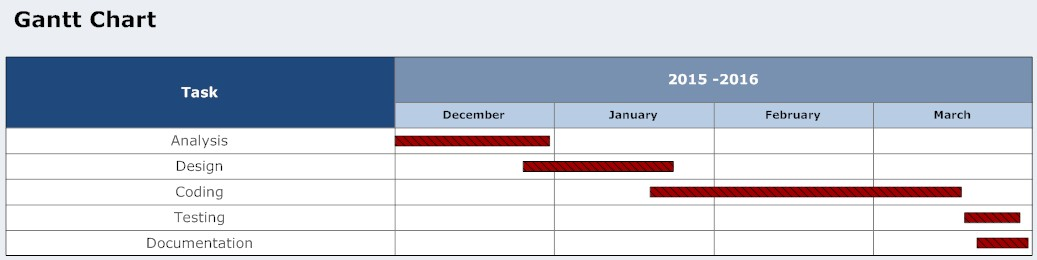 Gantt Chart
Task
2015 -2016
December January February March
Analysis
Design
Coding
Testing
Documentation